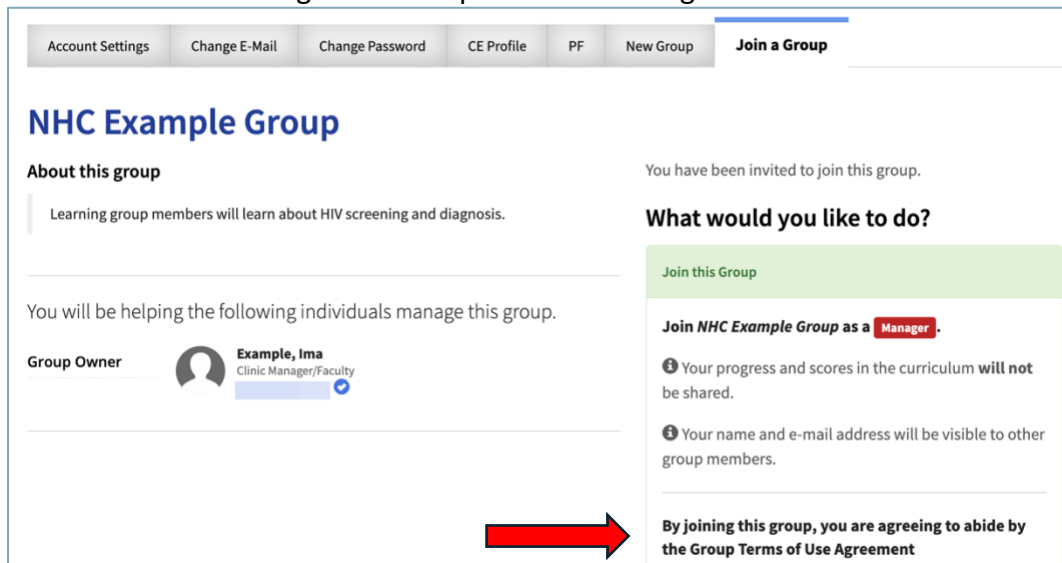 Account Settings
Change E-Mail
Change Password
CE Profile
PF
New Group
Join a Group
NHC Example Group
About this group
Learning group members will learn about HIV screening and diagnosis.
You will be helping the following individuals manage this group.
Group Owner
Example, Ima
Clinic Manager/Faculty
You have been invited to join this group.
What would you like to do?
Join this Group
Join NHC Example Group as a Manager .
Your progress and scores in the curriculum will not
be shared.
Your name and e-mail address will be visible to other
group members.
By joining this group, you are agreeing to abide by
the Group Terms of Use Agreement